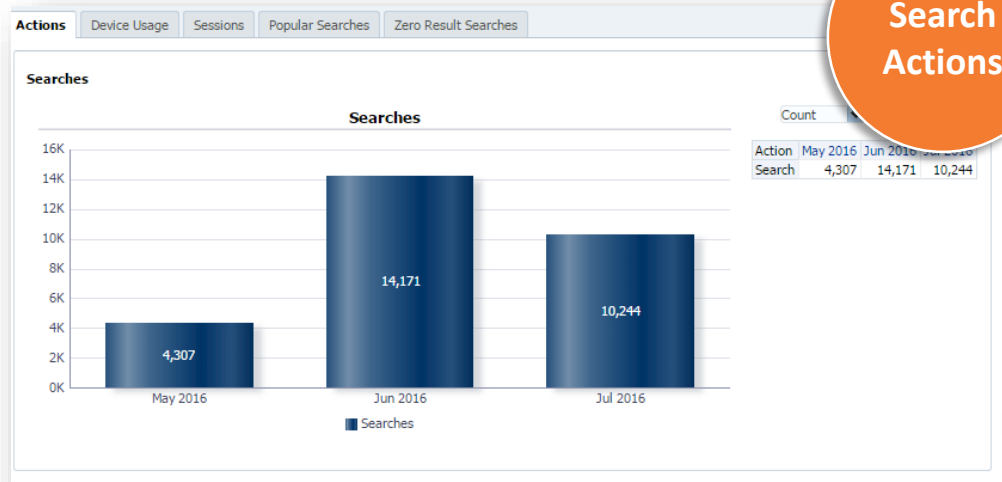 Actions Device Usage Sessions Popular Searches Zero Result Searches
Search
Actions
Searches
Searches
Count
16K
14K
12K
10K
8K
6K
4K
2K
0K
14,171
10,244
4,307
May 2016 Jun 2016 Jul 2016
Searches
Action May 2016 Jun 2016 Jul 2016
Search 4,307 14,171 10,244